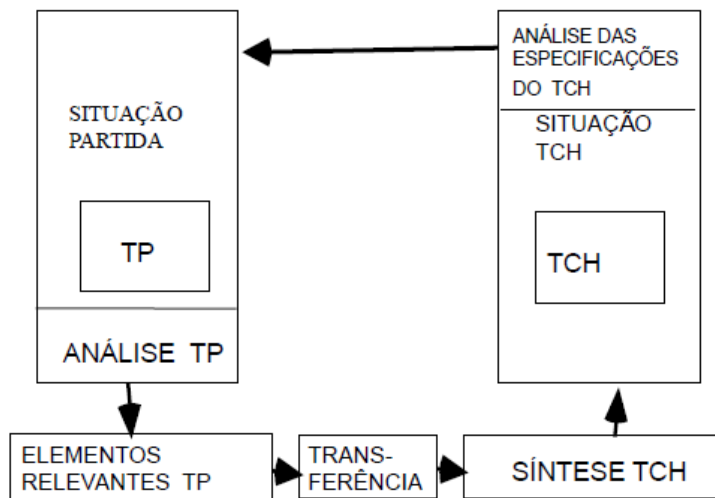 SITUAÇÃO
PARTIDA
TP
ANÁLISE TP
ANÁLISE DAS
ESPECIFICAÇÕES
DO TCH
SITUAÇÃO
TCH
TCH
ELEMENTOS
RELEVANTES TP
TRANS-
FERÊNCIA
SÍNTESE TCH